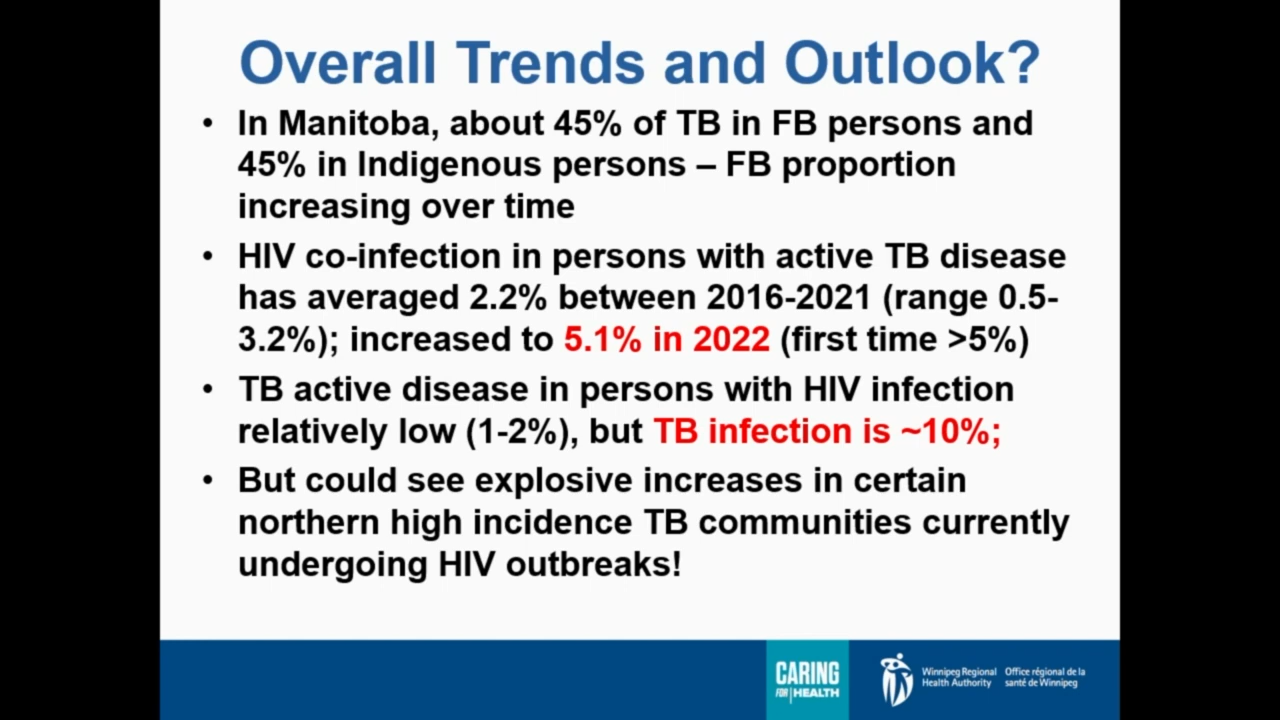 Overall Trends and Outlook?
• In Manitoba, about 45% of TB in FB persons and
45% in Indigenous persons – FB proportion
increasing over time
• HIV co-infection in persons with active TB disease
has averaged 2.2% between 2016-2021 (range 0.5-
3.2%); increased to 5.1% in 2022 (first time >5%)
• TB active disease in persons with HIV infection
relatively low (1-2%), but TB infection is ~10%;
• But could see explosive increases in certain
northern high incidence TB communities currently
undergoing HIV outbreaks!
CARING
FOR HEALTH
Winnipeg Regional
Health Authority
Office régional de la
santé de Winnipeg